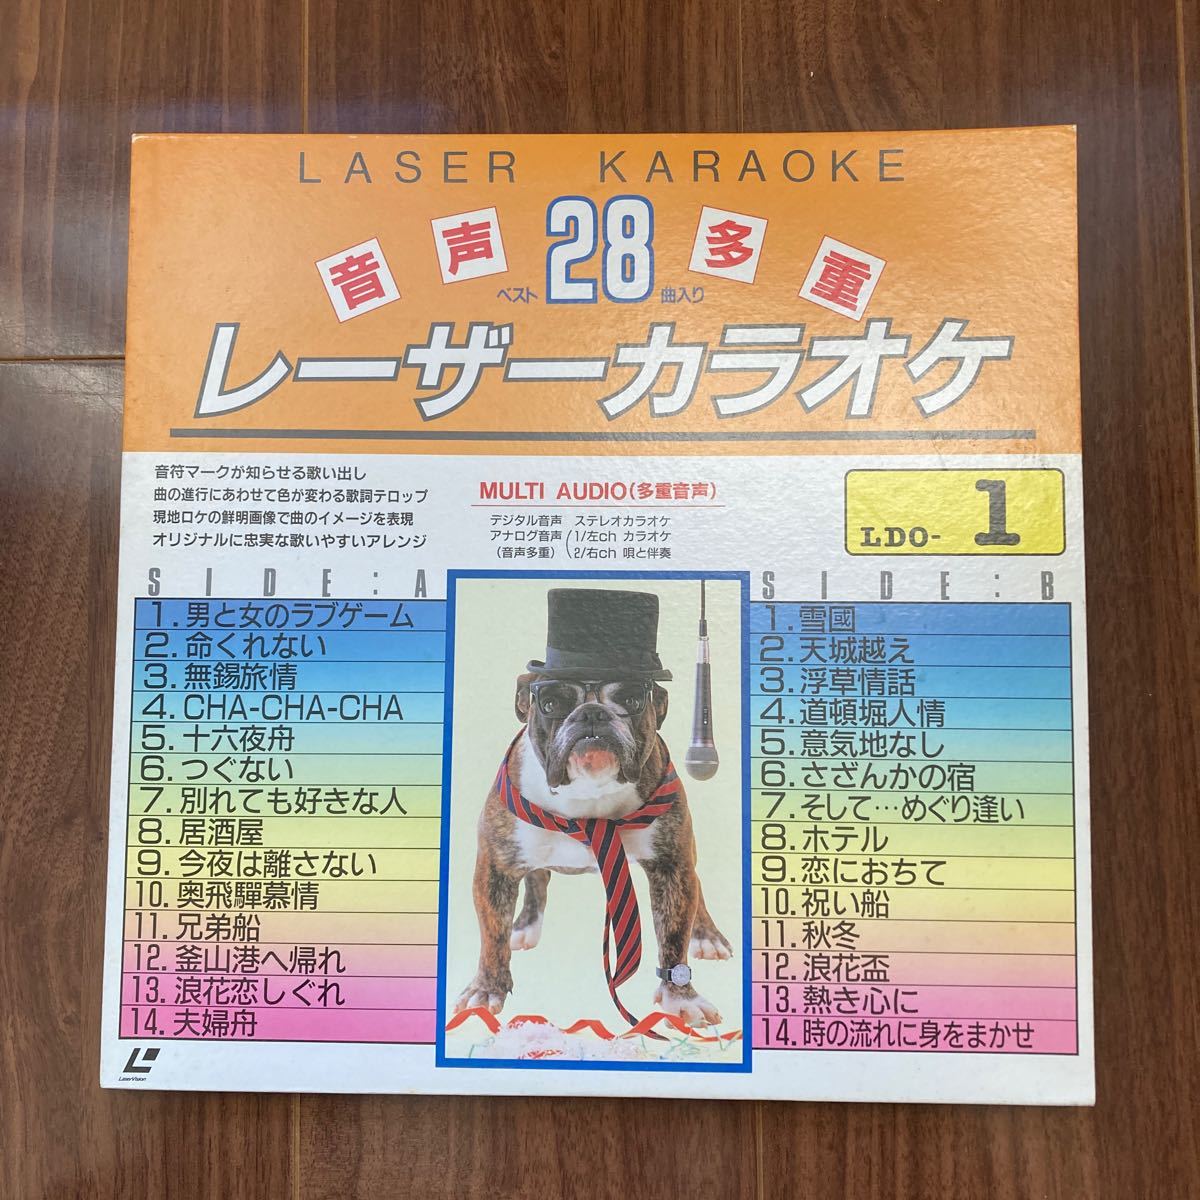 LASER KARAOKE
音声多重
ベスト28曲入り
レーザーカラオケ
音符マークが知らせる歌い出し
曲の進行にあわせて色が変わる歌詞テロップ
現地ロケの鮮明画像で曲のイメージを表現
オリジナルに忠実な歌いやすいアレンジ
MULTI AUDIO(多重音声)
デジタル音声 ステレオカラオケ
アナログ音声 1/左ch カラオケ
(音声多重) 2/右ch 唄と伴奏
LDO-1
SIDE:A
1.男と女のラブゲーム
2.命くれない
3.無錫旅情
4.CHA-CHA-CHA
5.十六夜舟
6.つぐない
7.別れても好きな人
8.居酒屋
9.今夜は離さない
10.奥飛騨慕情
11.兄弟船
12.釜山港へ帰れ
13.浪花恋しぐれ
14.夫婦舟
SIDE:B
1.雪國
2.天城越え
3.浮草情話
4.道頓堀人情
5.意気地なし
6.さざんかの宿
7.そして…めぐり逢い
8.ホテル
9.恋におちて
10.祝い船
11.秋冬
12.浪花盃
13.熱き心に
14.時の流れに身をまかせ
LaserVision